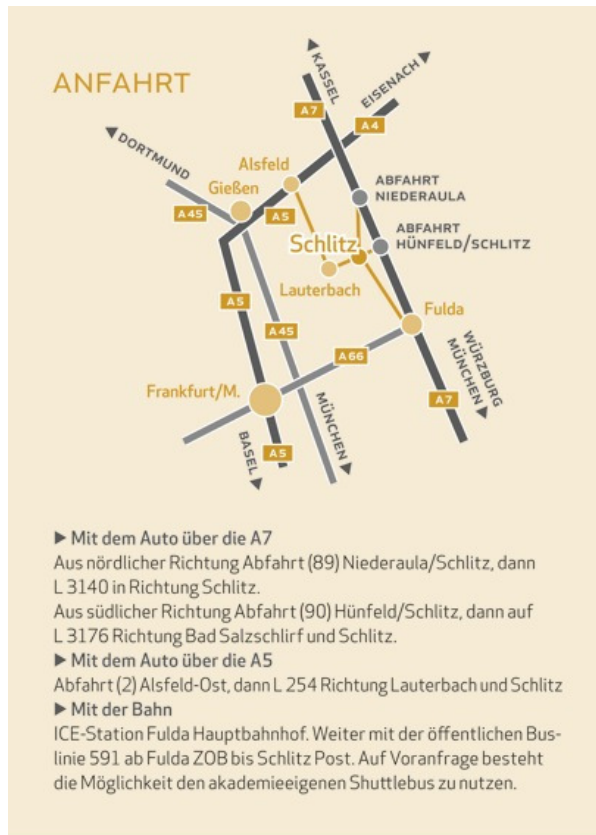 ANFAHRT
KASSEL
EISENACH
A7
A4
DORTMUND
Alsfeld
Gießen
ABFAHRT
NIEDERAULA
A45
A5
ABFAHRT
HÜNFELD/SCHLITZ
Schlitz
Lauterbach
A5
Fulda
A45
A66
WÜRZBURG
MÜNCHEN
Frankfurt/M.
MÜNCHEN
A7
BASEL
A5
▶ Mit dem Auto über die A7
Aus nördlicher Richtung Abfahrt (89) Niederaula/Schlitz, dann
L 3140 in Richtung Schlitz.
Aus südlicher Richtung Abfahrt (90) Hünfeld/Schlitz, dann auf
L 3176 Richtung Bad Salzschlirf und Schlitz.
▶ Mit dem Auto über die A5
Abfahrt (2) Alsfeld-Ost, dann L 254 Richtung Lauterbach und Schlitz
▶ Mit der Bahn
ICE-Station Fulda Hauptbahnhof. Weiter mit der öffentlichen Bus-
linie 591 ab Fulda ZOB bis Schlitz Post. Auf Voranfrage besteht
die Möglichkeit den akademieeigenen Shuttlebus zu nutzen.